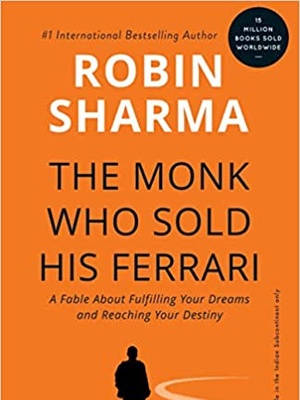 #1 International Bestselling Author
15
MILLION
BOOKS SOLD
WORLDWIDE
ROBIN
SHARMA
THE MONK
WHO SOLD
HIS FERRARI
A Fable About Fulfilling Your Dreams
and Reaching Your Destiny
in the Indian Subcontinent only